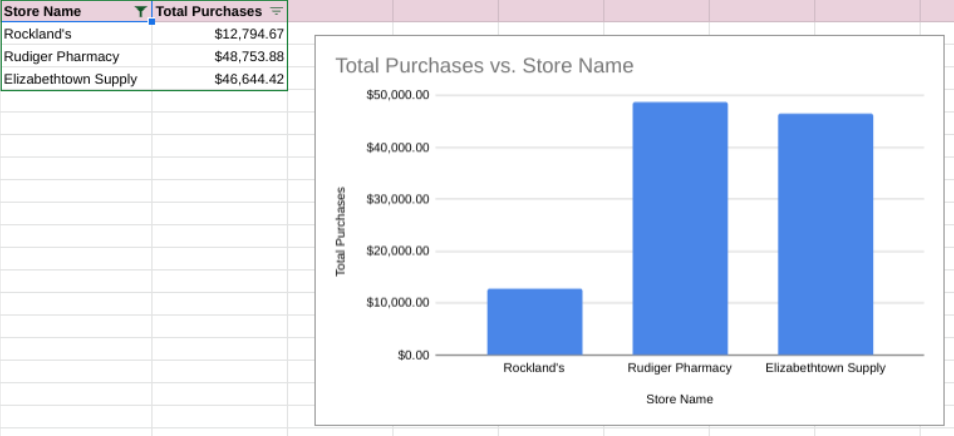 Store Name Total Purchases
Rockland's $12,794.67
Rudiger Pharmacy $48,753.88
Elizabethtown Supply $46,644.42
Total Purchases vs. Store Name
$50,000.00
$40,000.00
$30,000.00
$20,000.00
$10,000.00
$0.00
Total Purchases
Rockland's Rudiger Pharmacy Elizabethtown Supply
Store Name